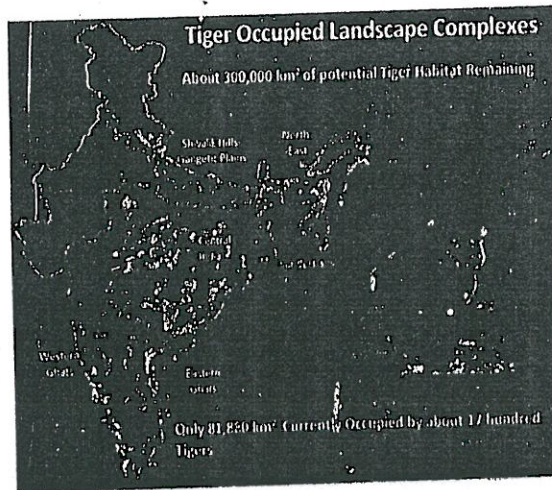 Tiger Occupied Landscape Complexes
About 300,000 km² of potential Tiger Habitat Remaining
Shivalik Hills
Gangetic Plains
North
East
Central
Western
Ghats
Eastern
Ghats
Only 81,880 km² Currently Occupied by about 17 hundred
Tigers